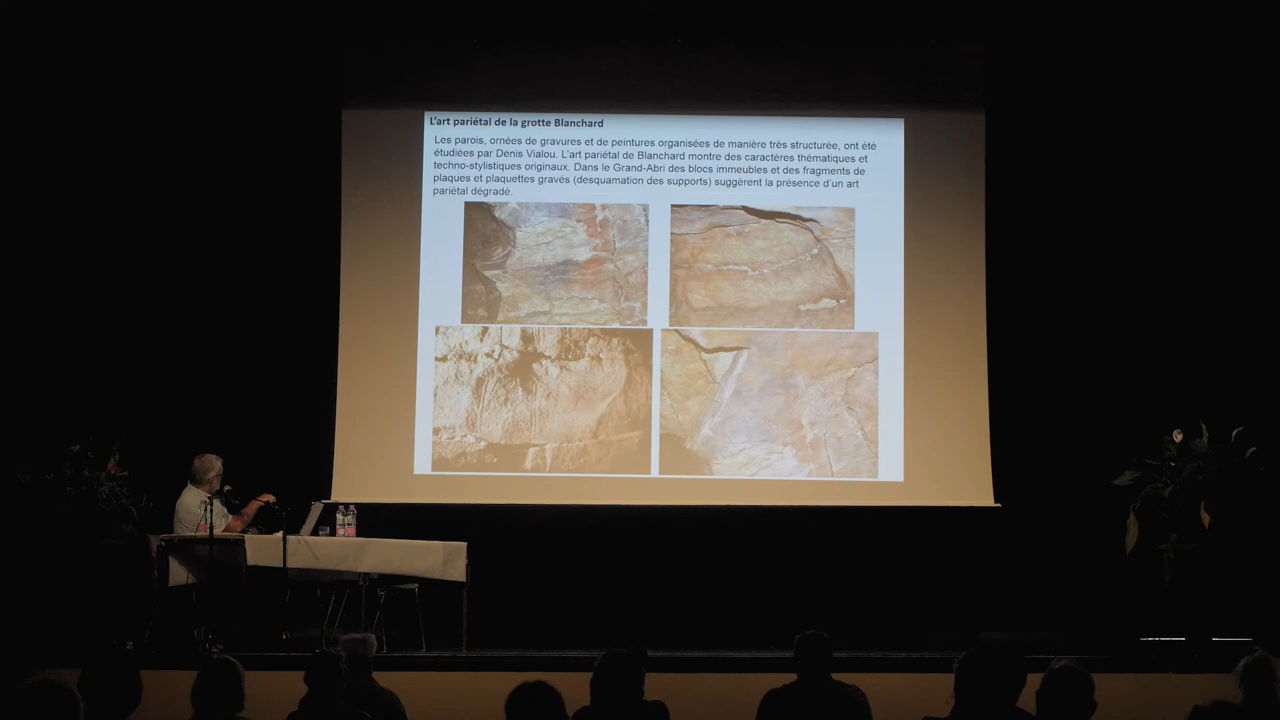 L'art pariétal de la grotte Blanchard
Les parois, ornées de gravures et de peintures organisées de manière très structurée, ont été
étudiées par Denis Vialou. L'art pariétal de Blanchard montre des caractères thématiques et
techno-stylistiques originaux. Dans le Grand-Abri des blocs immeubles et des fragments de
plaques et plaquettes gravés (desquamation des supports) suggèrent la présence d'un art
pariétal dégradé.